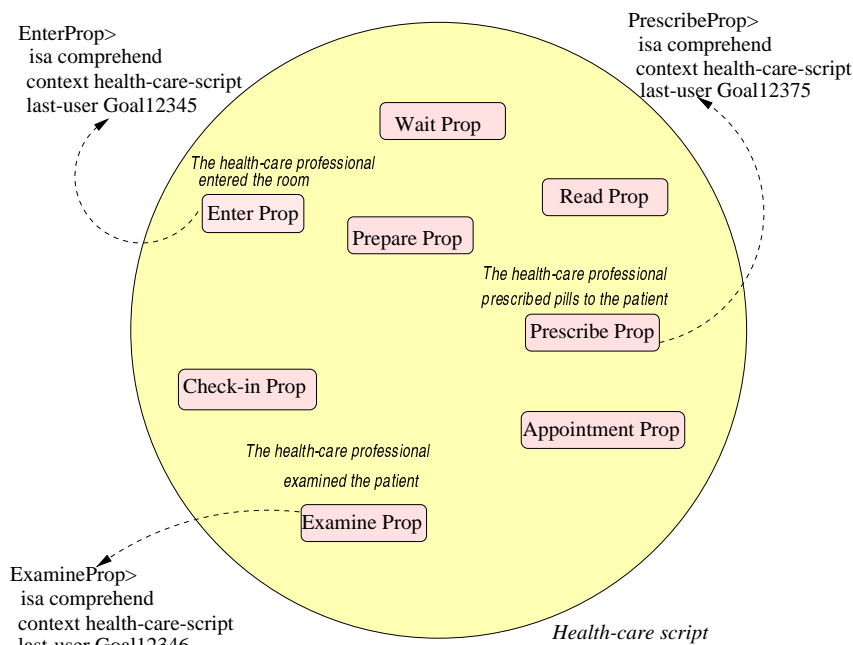 EnterProp>
isa comprehend
context health-care-script
last-user Goal12345
PrescribeProp>
isa comprehend
context health-care-script
last-user Goal12375
Wait Prop
The health-care professional
entered the room
Enter Prop
Read Prop
Prepare Prop
The health-care professional
prescribed pills to the patient
Prescribe Prop
Check-in Prop
Appointment Prop
The health-care professional
examined the patient
Examine Prop
ExamineProp>
isa comprehend
context health-care-script
last-user Goal12346
Health-care script